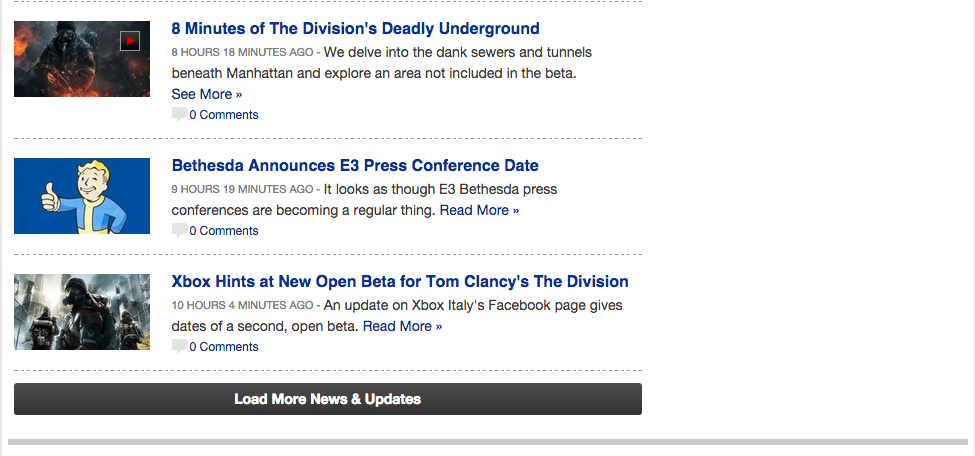 8 Minutes of The Division's Deadly Underground
8 HOURS 18 MINUTES AGO - We delve into the dank sewers and tunnels
beneath Manhattan and explore an area not included in the beta.
See More »
0 Comments
Bethesda Announces E3 Press Conference Date
9 HOURS 19 MINUTES AGO - It looks as though E3 Bethesda press
conferences are becoming a regular thing. Read More »
0 Comments
Xbox Hints at New Open Beta for Tom Clancy's The Division
10 HOURS 4 MINUTES AGO - An update on Xbox Italy's Facebook page gives
dates of a second, open beta. Read More »
0 Comments
Load More News & Updates